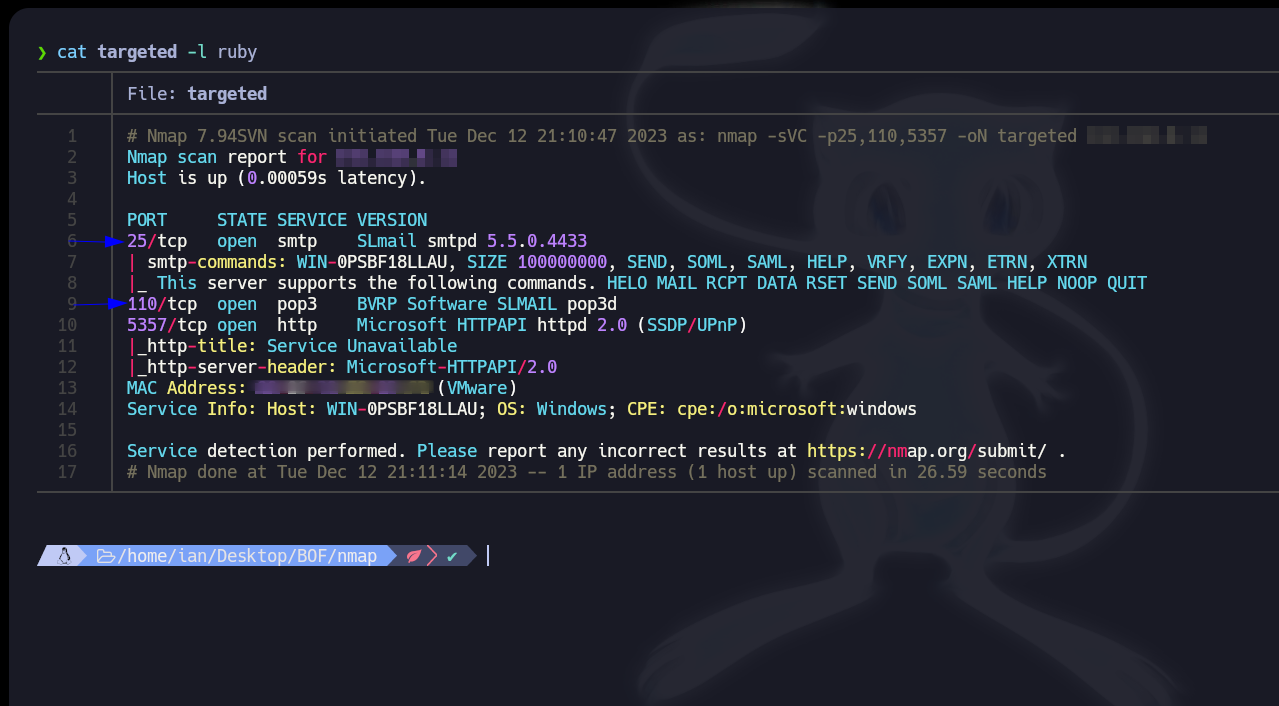 ❯ cat targeted -l ruby
File: targeted
1 # Nmap 7.94SVN scan initiated Tue Dec 12 21:10:47 2023 as: nmap -sVC -p25,110,5357 -oN targeted
2 Nmap scan report for
3 Host is up (0.00059s latency).
4
5 PORT     STATE SERVICE VERSION
6 25/tcp   open  smtp    SLmail smtpd 5.5.0.4433
7 | smtp-commands: WIN-0PSBF18LLAU, SIZE 100000000, SEND, SOML, SAML, HELP, VRFY, EXPN, ETRN, XTRN
8 |_ This server supports the following commands. HELO MAIL RCPT DATA RSET SEND SOML SAML HELP NOOP QUIT
9 110/tcp  open  pop3    BVRP Software SLMAIL pop3d
10 5357/tcp open  http    Microsoft HTTPAPI httpd 2.0 (SSDP/UPnP)
11 |_http-title: Service Unavailable
12 |_http-server-header: Microsoft-HTTPAPI/2.0
13 MAC Address: (VMware)
14 Service Info: Host: WIN-0PSBF18LLAU; OS: Windows; CPE: cpe:/o:microsoft:windows
15
16 Service detection performed. Please report any incorrect results at https://nmap.org/submit/ .
17 # Nmap done at Tue Dec 12 21:11:14 2023 -- 1 IP address (1 host up) scanned in 26.59 seconds
/home/ian/Desktop/BOF/nmap ✔